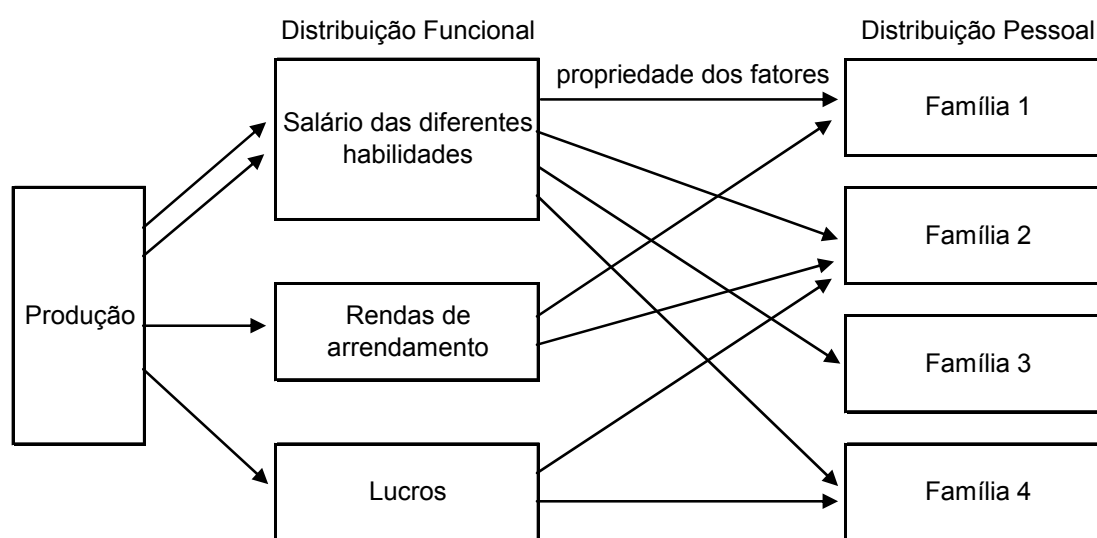 Distribuição Funcional
Distribuição Pessoal
propriedade dos fatores
Salário das diferentes
habilidades
Família 1
Família 2
Produção
Rendas de
arrendamento
Família 3
Lucros
Família 4